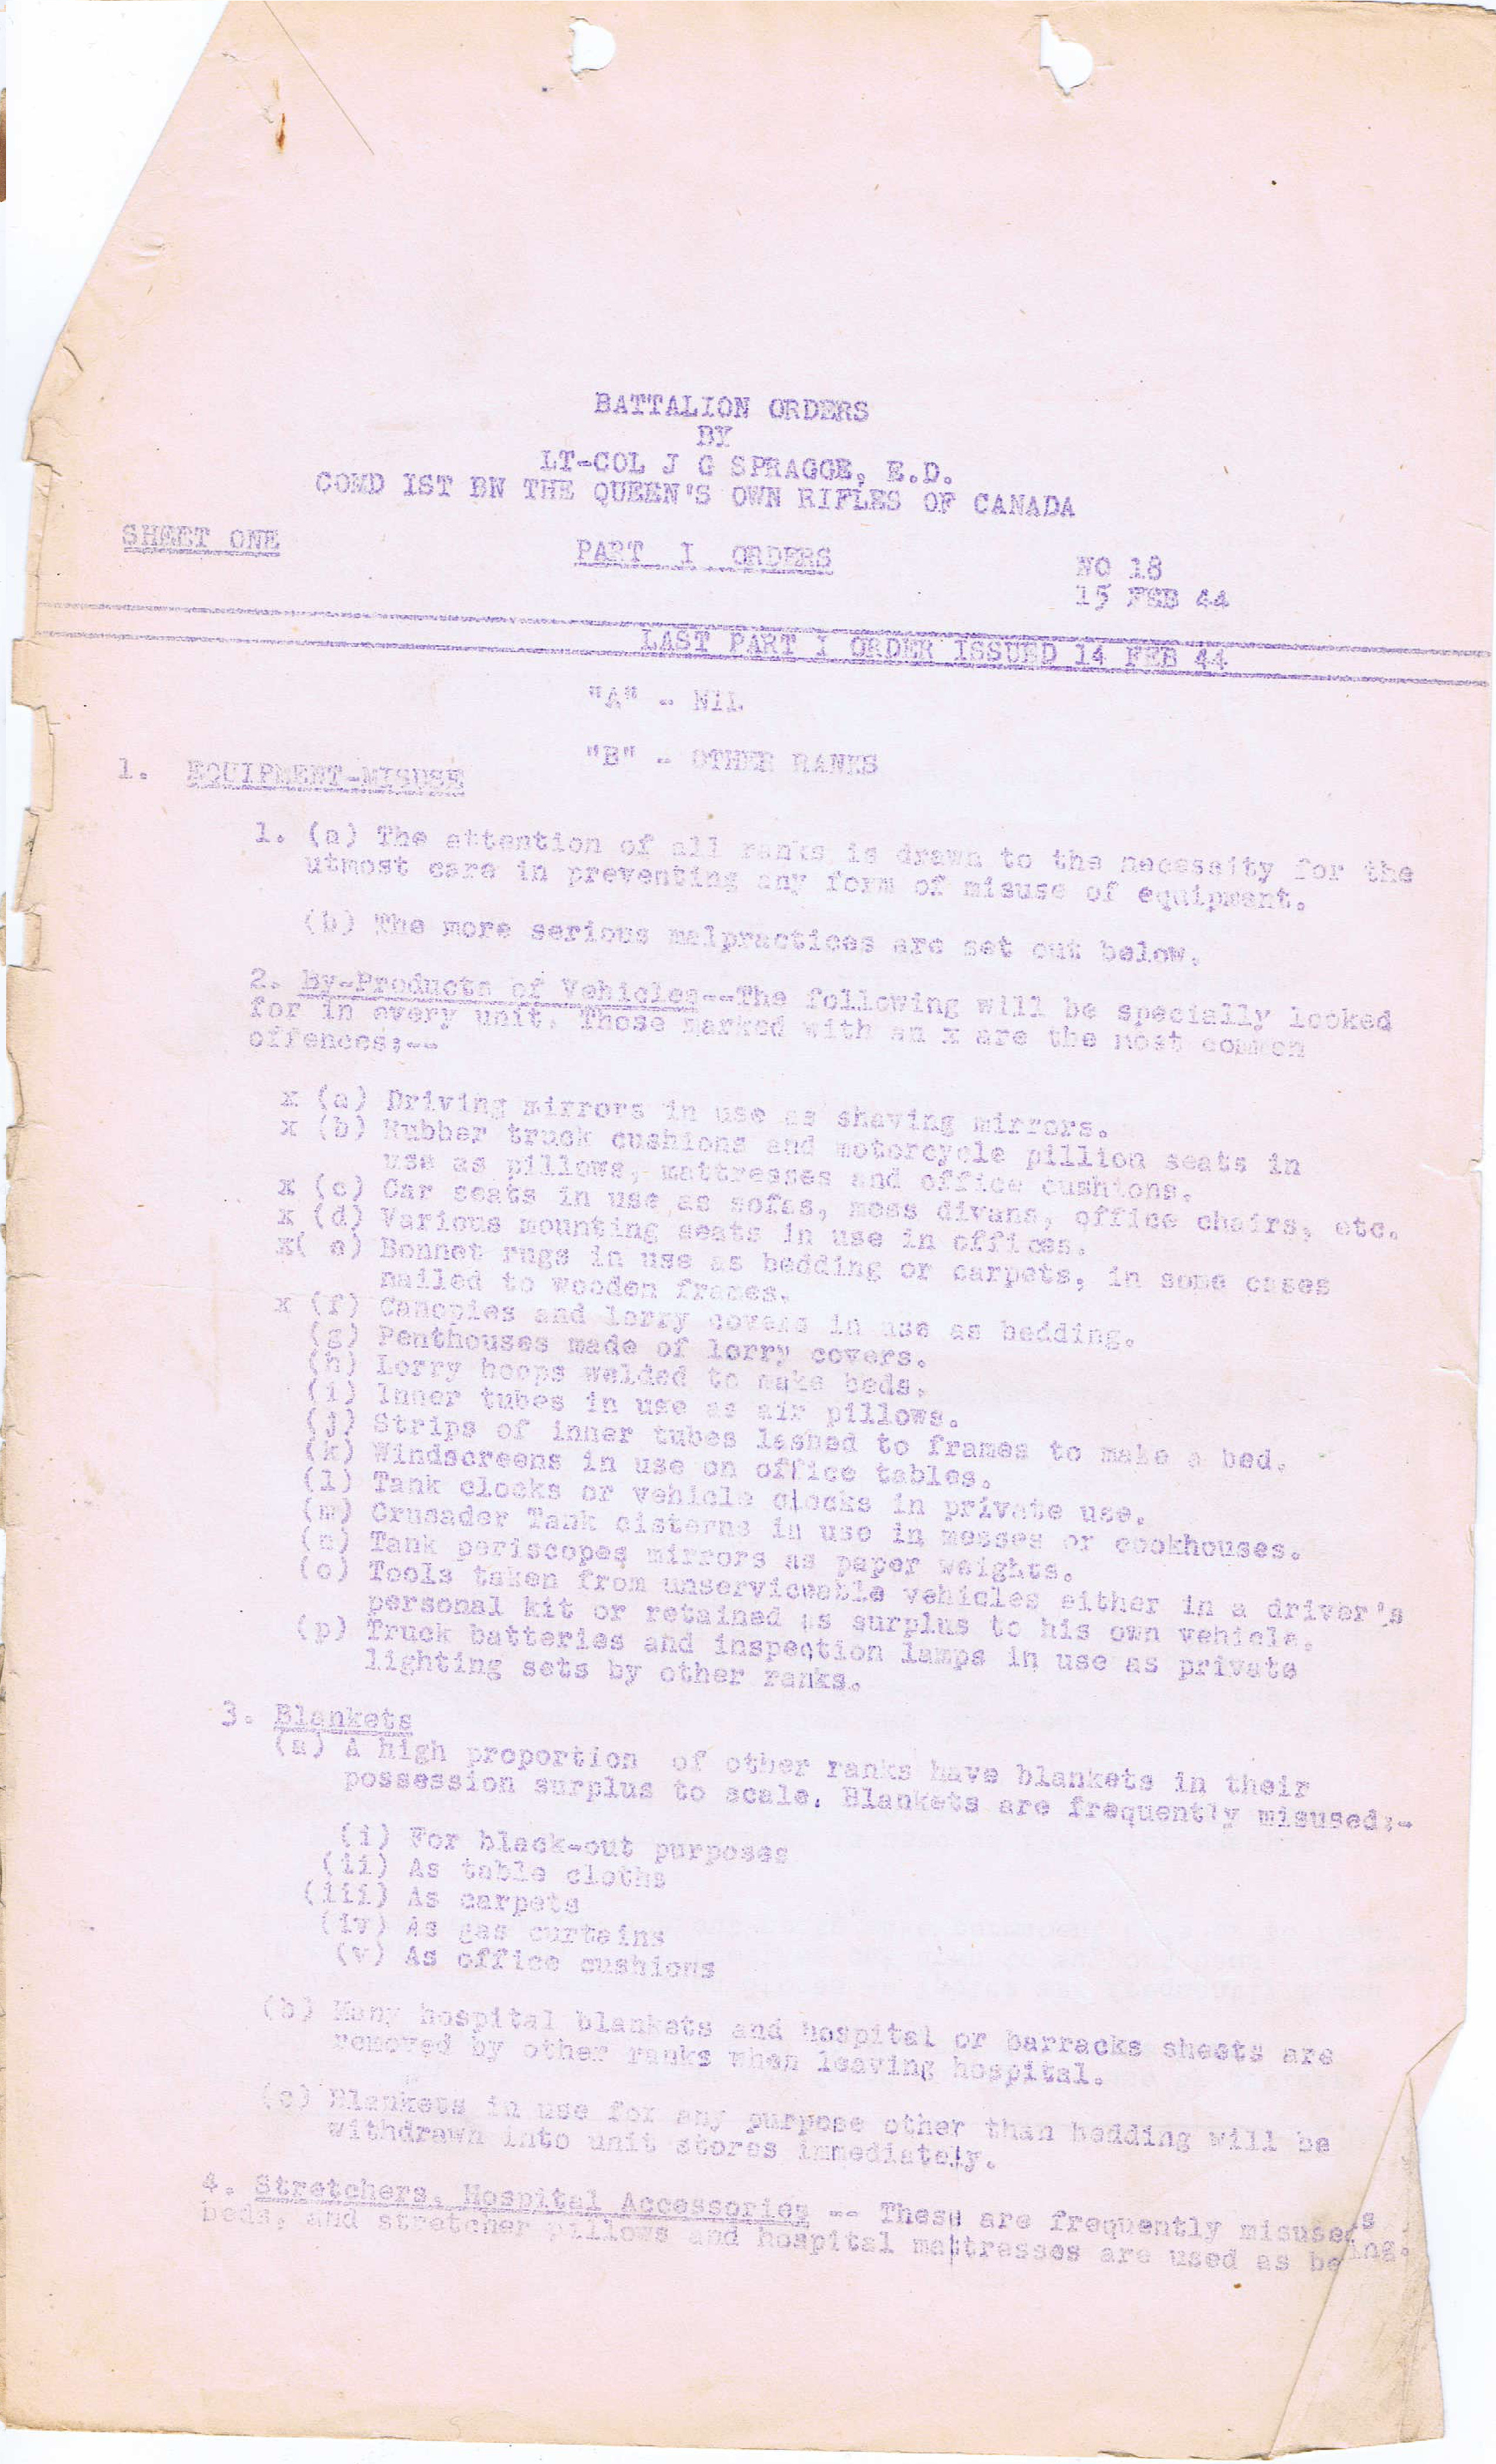 BATTALION ORDERS
BY
LT-COL J G SPRAGGE, E.D.
COMD IST BN THE QUEEN'S OWN RIFLES OF CANADA
SHEET ONE
PART I ORDERS
NO 18
15 FEB 44
LAST PART I ORDER ISSUED 14 FEB 44
"A" - NIL
"B" - OTHER RANKS
1. EQUIPMENT-MISUSE
1. (a) The attention of all ranks is drawn to the necessity for the
utmost care in preventing any form of misuse of equipment.
(b) The more serious malpractices are set out below.
2. By-Products of Vehicles--The following will be specially looked
for in every unit. Those marked with an x are the most common
offences;--
x (a) Driving mirrors in use as shaving mirrors.
x (b) Rubber truck cushions and motorcycle pillion seats in
use as pillows, mattresses and office cushions.
x (c) Car seats in use as sofas, mess divans, office chairs, etc.
x (d) Various mounting seats in use in offices.
x( e) Bonnet rugs in use as bedding or carpets, in some cases
nailed to wooden frames.
x (f) Canopies and lorry covers in use as bedding.
(g) Penthouses made of lorry covers.
(h) Lorry hoops welded to make beds.
(i) Inner tubes in use as air pillows.
(j) Strips of inner tubes lashed to frames to make a bed.
(k) Windscreens in use on office tables.
(l) Tank clocks or vehicle clocks in private use.
(m) Crusader Tank cisterns in use in messes or cookhouses.
(n) Tank periscopes mirrors as paper weights.
(o) Tools taken from unserviceable vehicles either in a driver's
personal kit or retained as surplus to his own vehicle.
(p) Truck batteries and inspection lamps in use as private
lighting sets by other ranks.
3. Blankets
(a) A high proportion of other ranks have blankets in their
possession surplus to scale. Blankets are frequently misused:-
(i) For black-out purposes
(ii) As table cloths
(iii) As carpets
(iv) As gas curtains
(v) As office cushions
(b) Many hospital blankets and hospital or barracks sheets are
removed by other ranks when leaving hospital.
(c) Blankets in use for any purpose other than bedding will be
withdrawn into unit stores immediately.
4. Stretchers, Hospital Accessories -- These are frequently misused s
beds, and stretcher pillows and hospital mattresses are used as be ing.